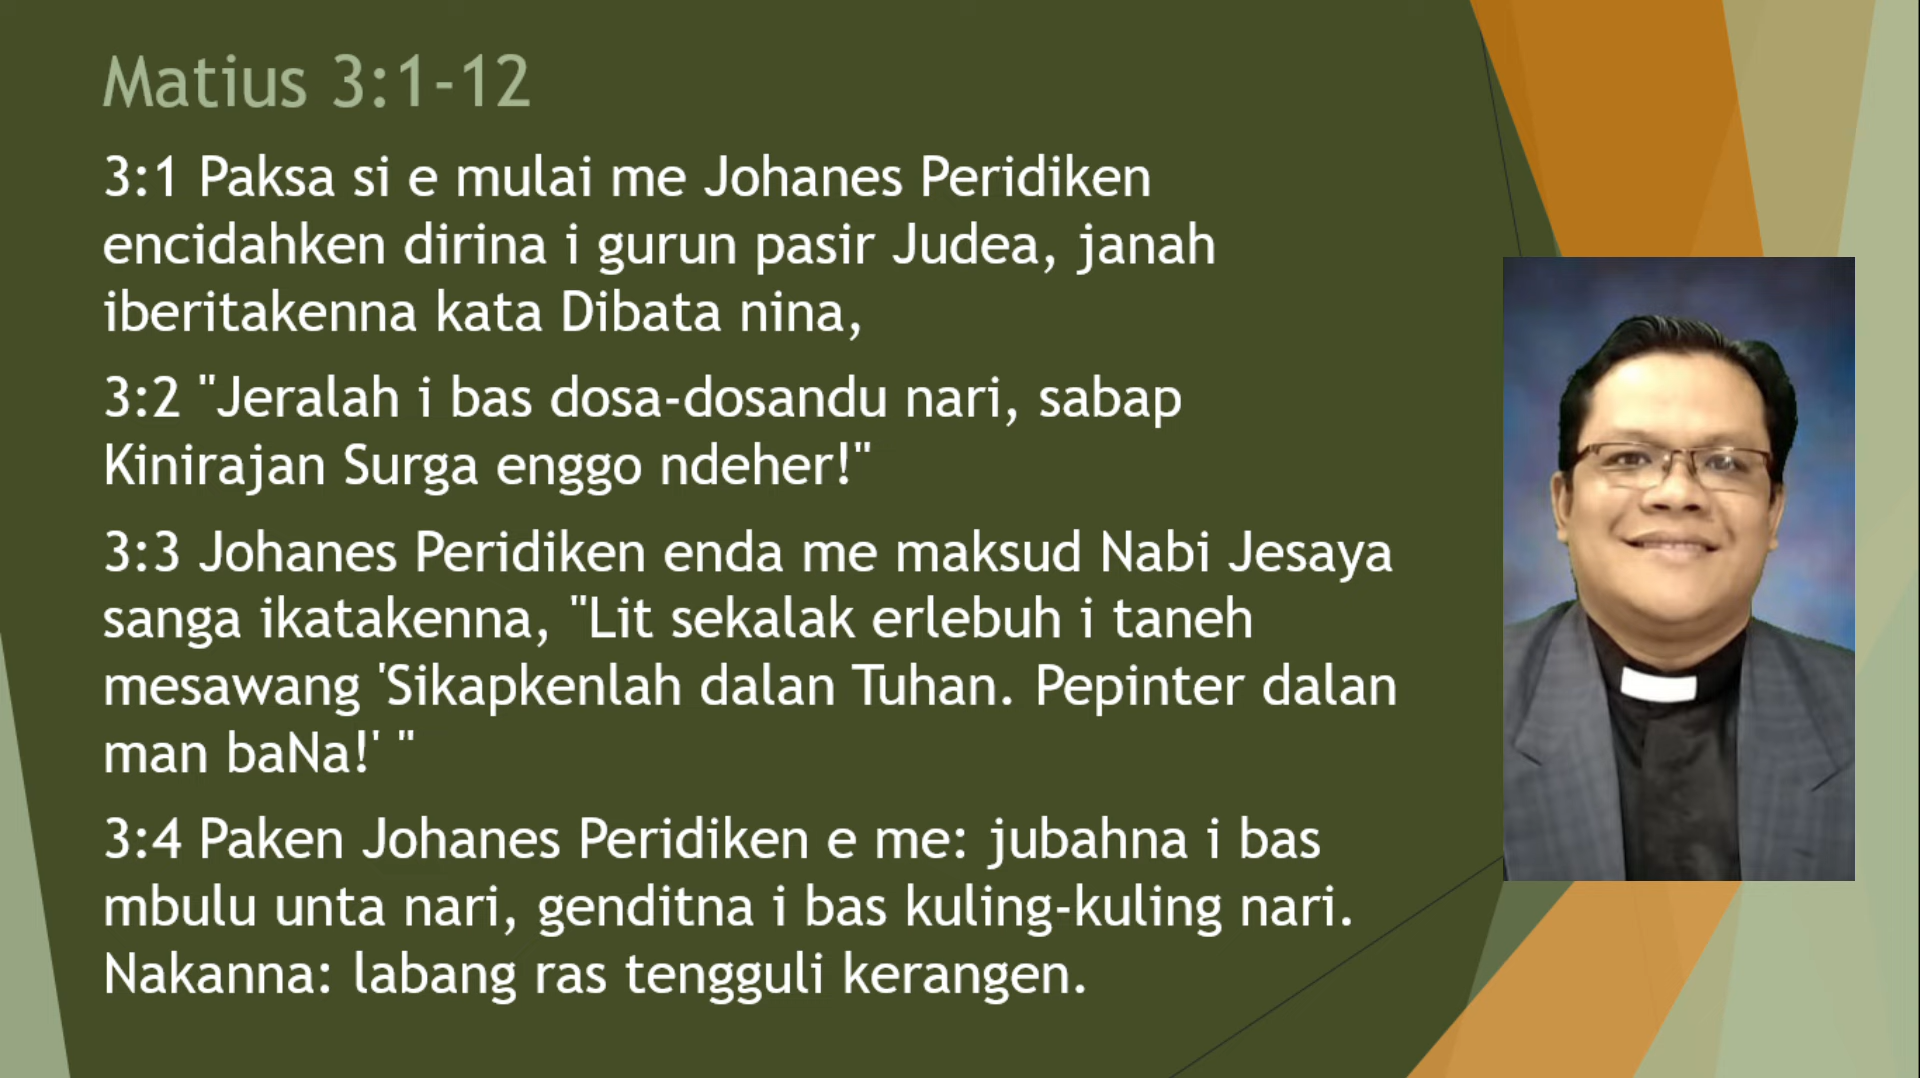 Matius 3:1-12
3:1 Paksa si e mulai me Johanes Peridiken
encidahken dirina i gurun pasir Judea, janah
iberitakenna kata Dibata nina,
3:2 "Jeralah i bas dosa-dosandu nari, sabap
Kinirajan Surga enggo ndeher!"
3:3 Johanes Peridiken enda me maksud Nabi Jesaya
sanga ikatakenna, "Lit sekalak erlebuh i taneh
mesawang 'Sikapkenlah dalan Tuhan. Pepinter dalan
man baNa!' "
3:4 Paken Johanes Peridiken e me: jubahna i bas
mbulu unta nari, genditna i bas kuling-kuling nari.
Nakanna: labang ras tengguli kerangen.